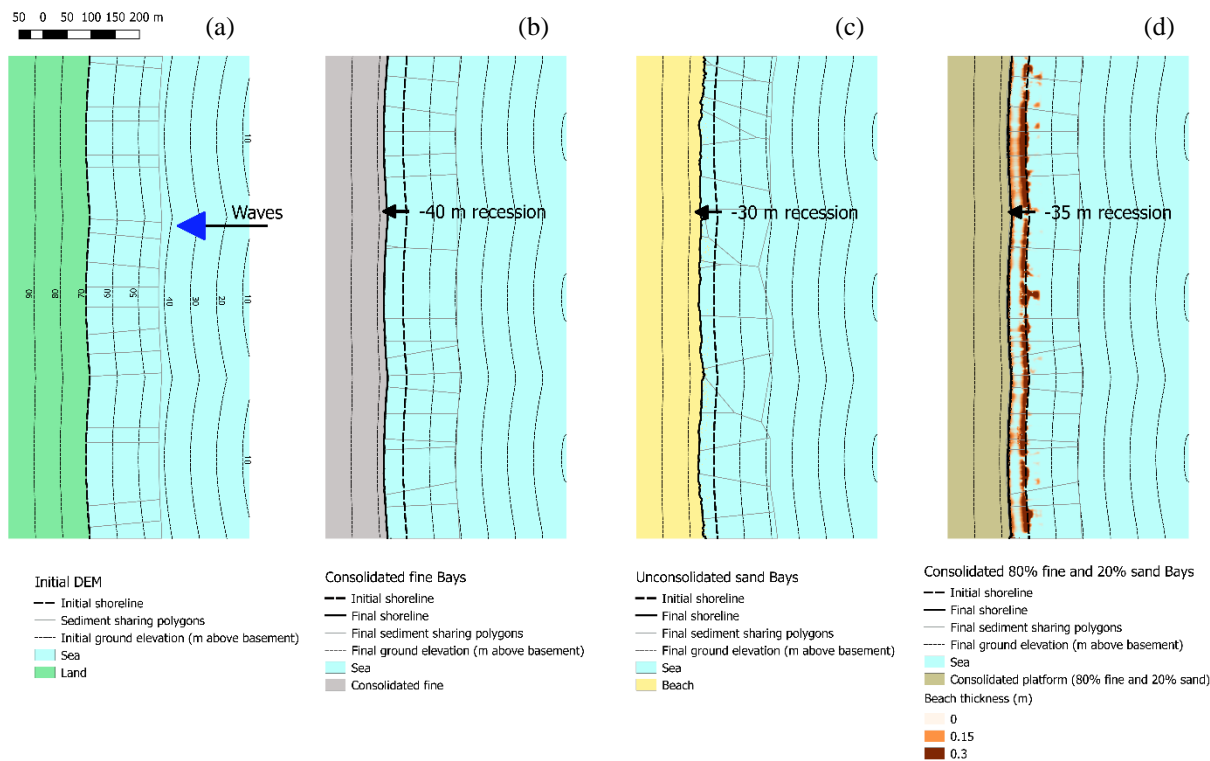 50 0 50 100 150 200 m
(a)
(b)
(c)
(d)
Waves
-40 m recession
-30 m recession
-35 m recession
10
90
80
70
60
50
40
30
20
10
10
Initial DEM
Initial shoreline
Sediment sharing polygons
Initial ground elevation (m above basement)
Sea
Land
Consolidated fine Bays
Initial shoreline
Final shoreline
Final sediment sharing polygons
Final ground elevation (m above basement)
Sea
Consolidated fine
Unconsolidated sand Bays
Initial shoreline
Final shoreline
Final sediment sharing polygons
Final ground elevation (m above basement)
Sea
Beach
Consolidated 80% fine and 20% sand Bays
Initial shoreline
Final shoreline
Final sediment sharing polygons
Final ground elevation (m above basement)
Sea
Consolidated platform (80% fine and 20% sand)
Beach thickness (m)
0
0.15
0.3